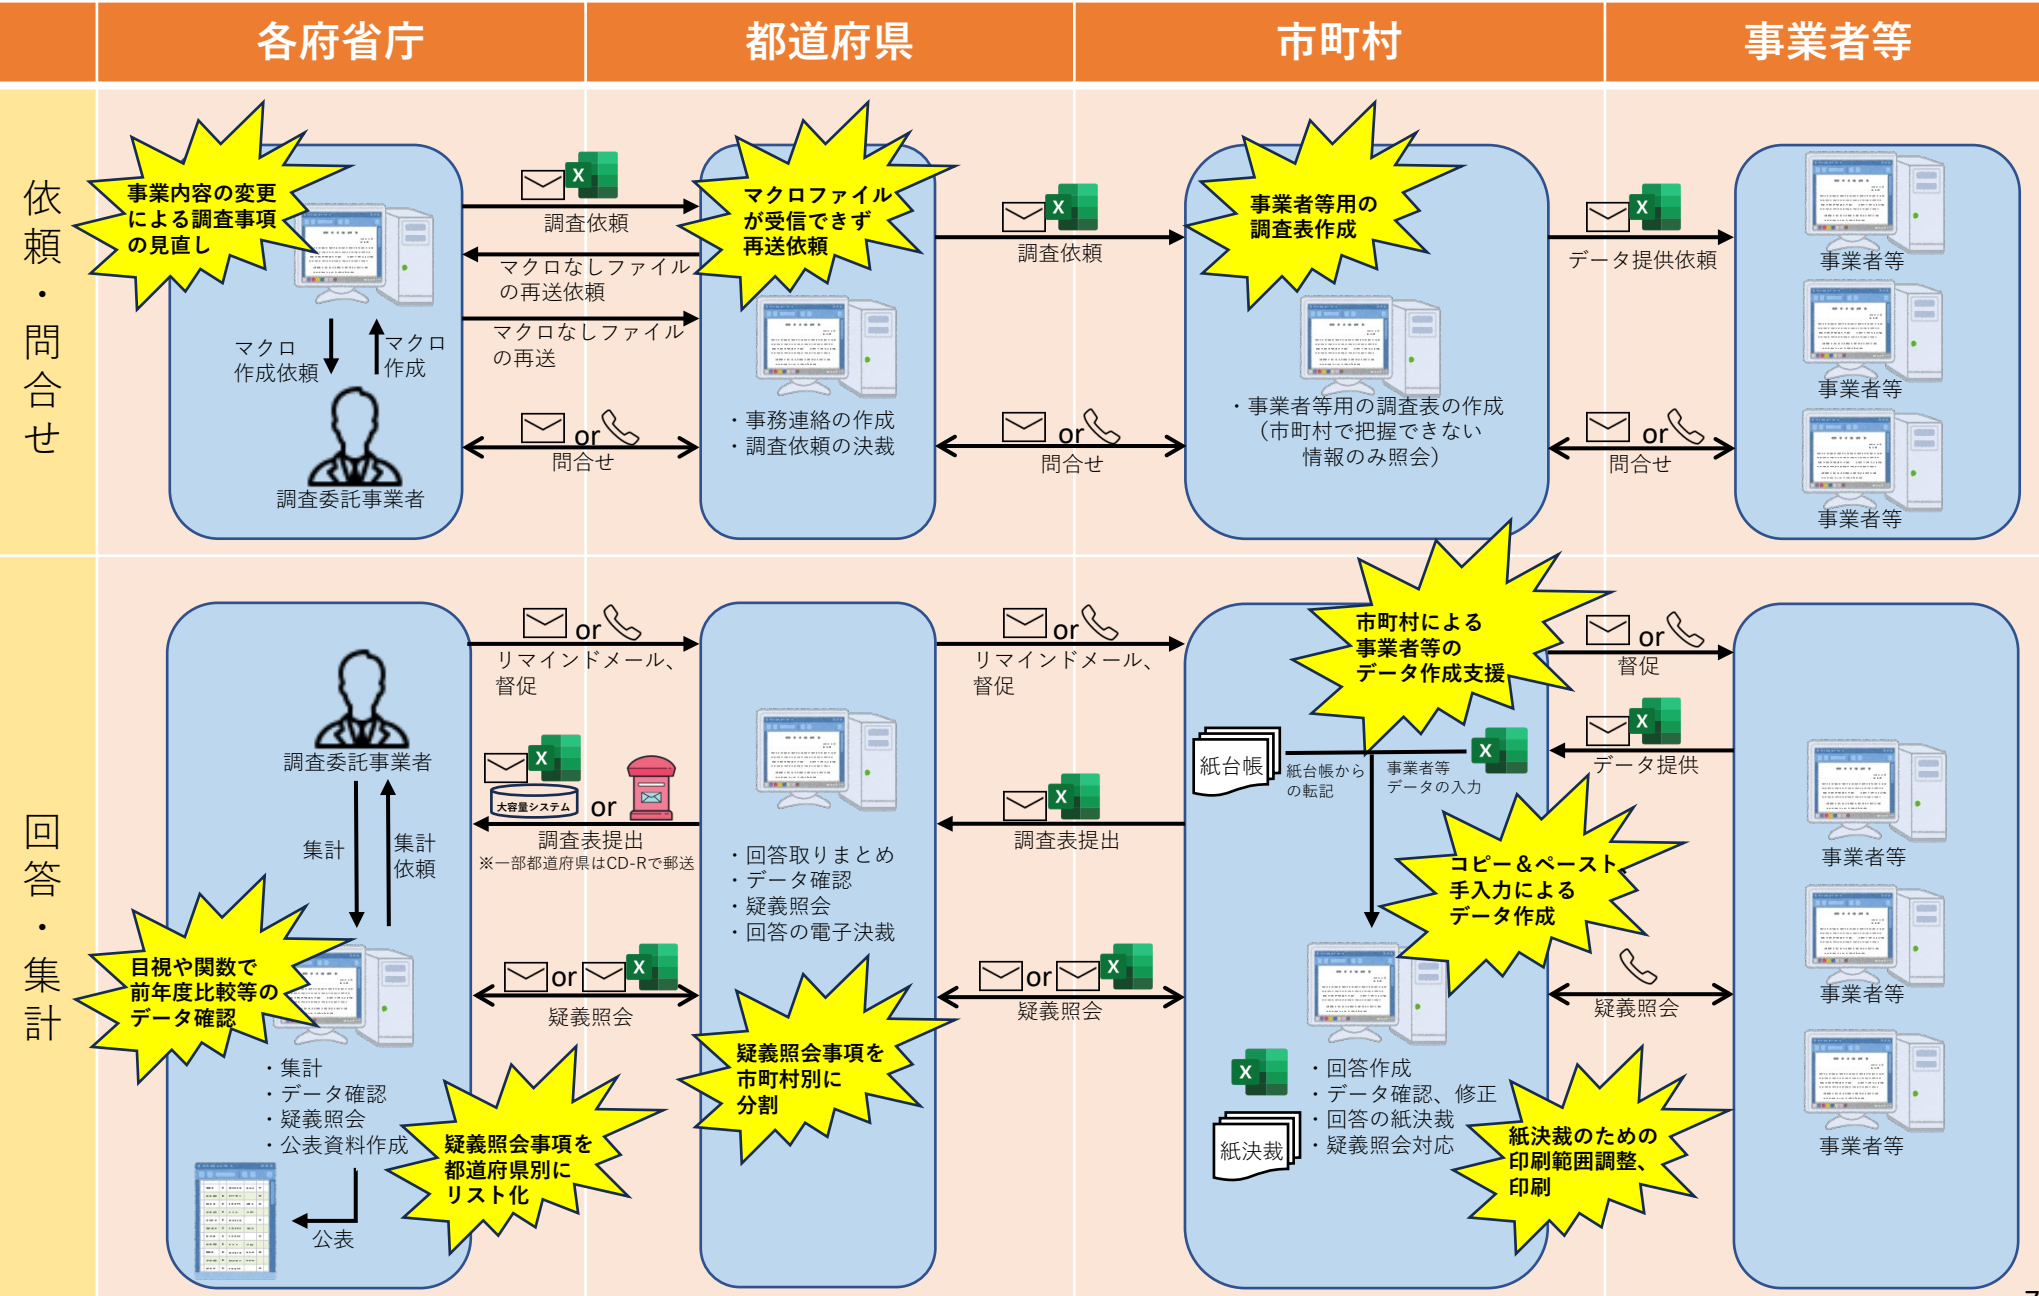 各府省庁
都道府県
市町村
事業者等
依頼・問合せ
事業内容の変更
による調査事項
の見直し
マクロ
作成依頼
マクロ
作成
調査委託事業者
調査依頼
マクロなしファイル
の再送依頼
マクロなしファイル
の再送
or
問合せ
マクロファイル
が受信できず
再送依頼
・事務連絡の作成
・調査依頼の決裁
調査依頼
or
問合せ
事業者等用の
調査表作成
・事業者等用の調査表の作成
（市町村で把握できない
情報のみ照会）
データ提供依頼
or
問合せ
事業者等
事業者等
事業者等
回答・集計
調査委託事業者
集計
集計
依頼
目視や関数で
前年度比較等の
データ確認
・集計
・データ確認
・疑義照会
・公表資料作成
公表
疑義照会事項を
都道府県別に
リスト化
or
リマインドメール、
督促
大容量システム
or
調査表提出
※一部都道府県はCD-Rで郵送
or
疑義照会
・回答取りまとめ
・データ確認
・疑義照会
・回答の電子決裁
疑義照会事項を
市町村別に
分割
or
リマインドメール、
督促
調査表提出
or
疑義照会
市町村による
事業者等の
データ作成支援
紙台帳
紙台帳から
の転記
事業者等
データの入力
コピー＆ペースト、
手入力による
データ作成
・回答作成
・データ確認、修正
・回答の紙決裁
・疑義照会対応
紙決裁
紙決裁のための
印刷範囲調整、
印刷
or
督促
データ提供
疑義照会
事業者等
事業者等
事業者等